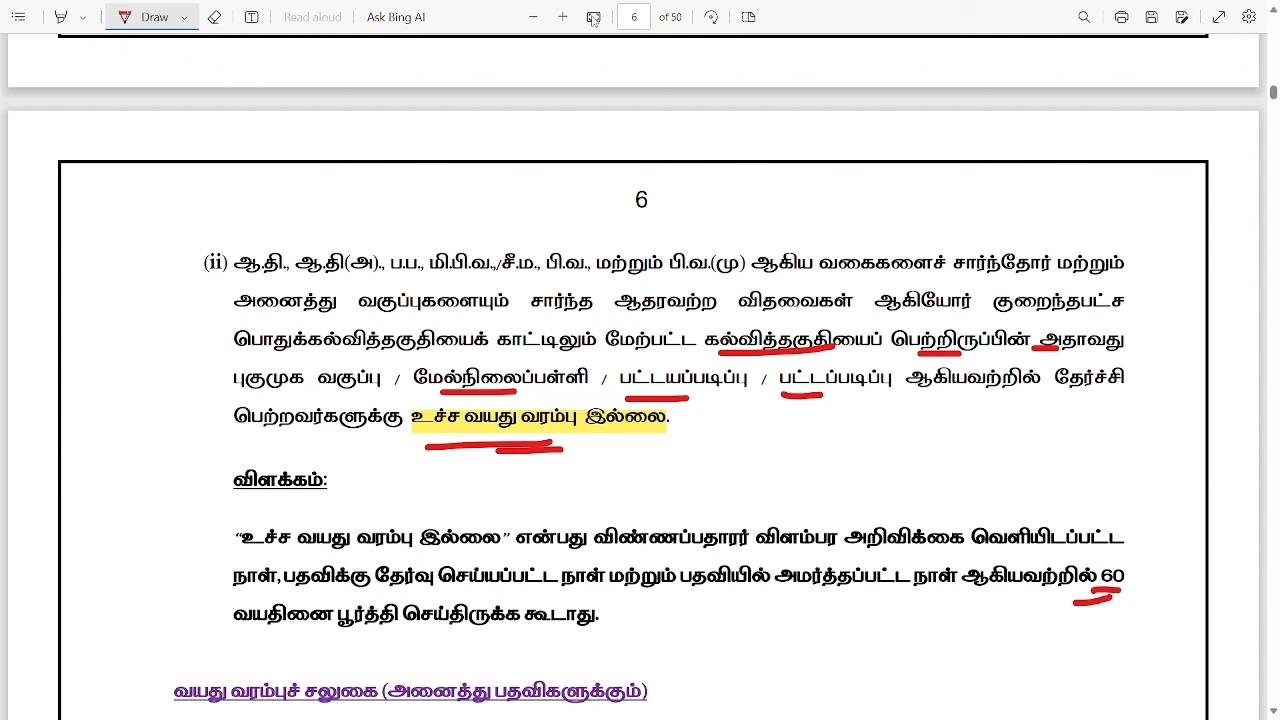 Draw
Read aloud
Ask Bing AI
6 of 50
6
(ii) ஆ.தி., ஆ.தி(அ)., ப.ப., மி.பி.வ.,/சீ.ம., பி.வ., மற்றும் பி.வ.(மு) ஆகிய வகைகளைச் சார்ந்தோர் மற்றும்
அனைத்து வகுப்புகளையும் சார்ந்த ஆதரவற்ற விதவைகள் ஆகியோர் குறைந்தபட்ச
பொதுக்கல்வித்தகுதியைக் காட்டிலும் மேற்பட்ட கல்வித்தகுதியைப் பெற்றிருப்பின் அதாவது
புகுமுக வகுப்பு / மேல்நிலைப்பள்ளி / பட்டயப்படிப்பு / பட்டப்படிப்பு ஆகியவற்றில் தேர்ச்சி
பெற்றவர்களுக்கு உச்ச வயது வரம்பு இல்லை.
விளக்கம்:
“உச்ச வயது வரம்பு இல்லை” என்பது விண்ணப்பதாரர் விளம்பர அறிவிக்கை வெளியிடப்பட்ட
நாள், பதவிக்கு தேர்வு செய்யப்பட்ட நாள் மற்றும் பதவியில் அமர்த்தப்பட்ட நாள் ஆகியவற்றில் 60
வயதினை பூர்த்தி செய்திருக்க கூடாது.
வயது வரம்புச் சலுகை (அனைத்து பதவிகளுக்கும்)